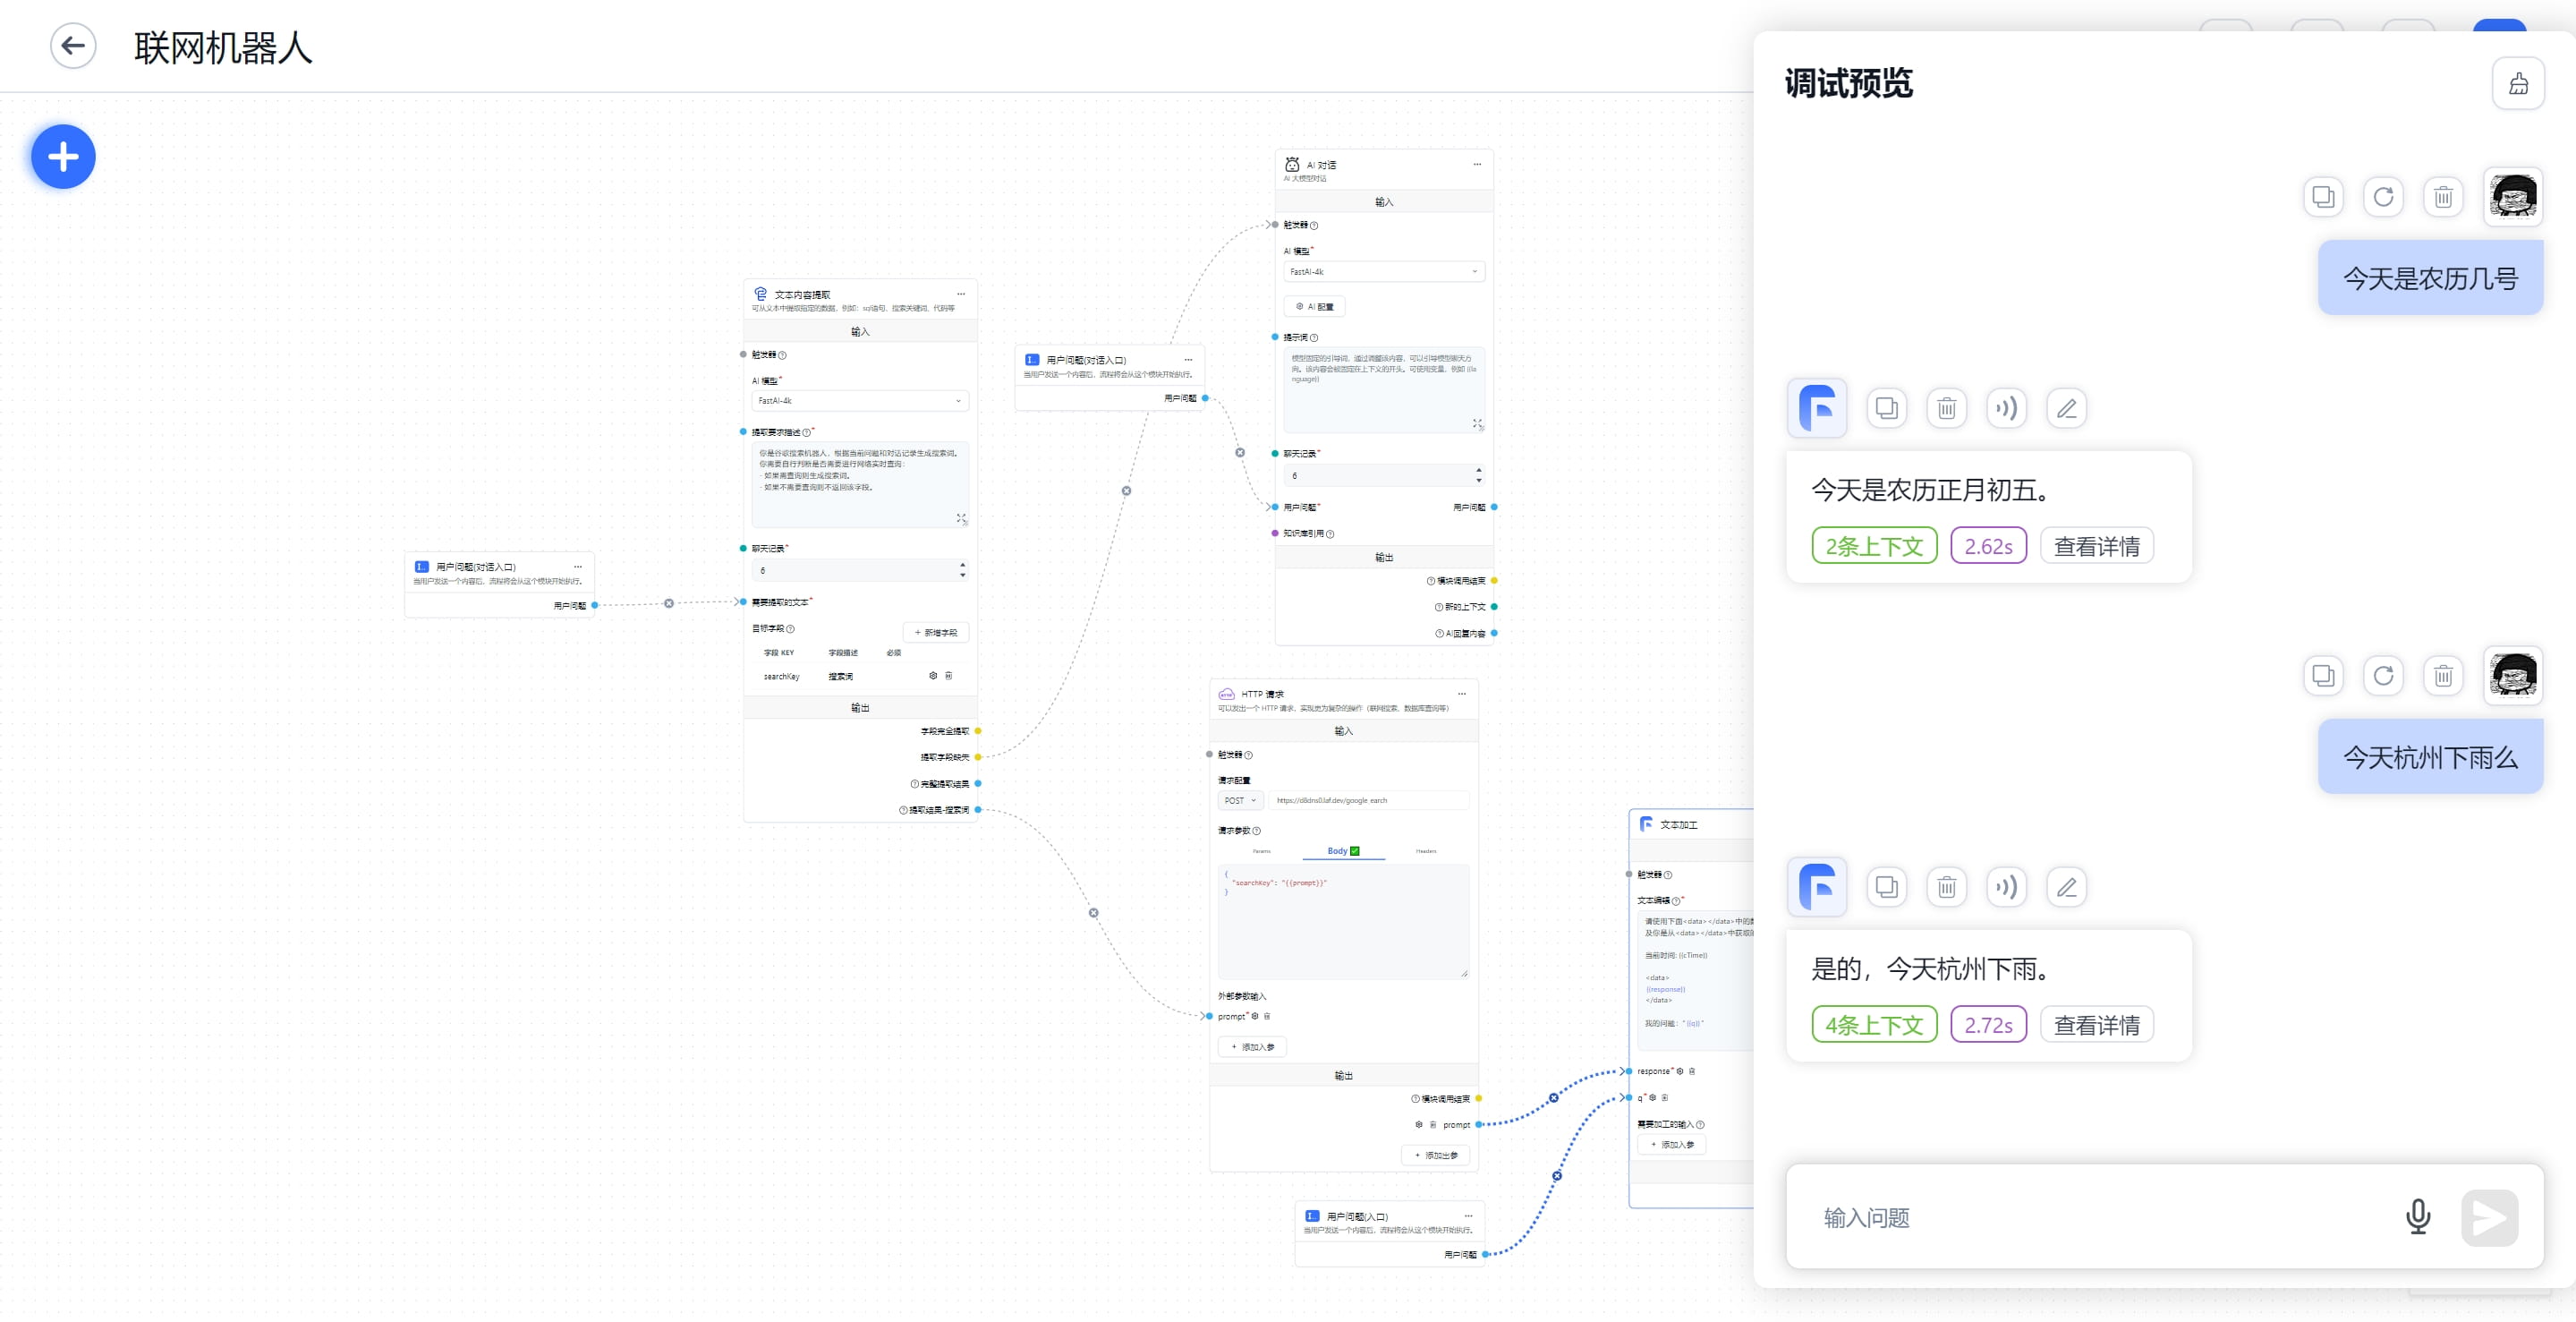 联网机器人
用户问题(对话入口)
当用户发送一个内容后，流程将会从这个模块开始执行。
用户问题
文本内容提取
可从文本中提取指定的数据，例如：sql语句、搜索关键词、代码等
输入
触发器
AI 模型*
FastAI-4k
提取要求描述*
你是谷歌搜索机器人，根据当前问题和对话记录生成搜索词。
你需要自行判断是否需要进行网络实时查询：
- 如果需查询则生成搜索词。
- 如果不需要查询则不返回该字段。
聊天记录*
6
需要提取的文本*
目标字段
+ 新增字段
字段 KEY 字段描述 必须
searchKey 搜索词
输出
字段完全提取
提取字段缺失
完整提取结果
提取结果-搜索词
用户问题(对话入口)
当用户发送一个内容后，流程将会从这个模块开始执行。
用户问题
AI 对话
AI 大模型对话
输入
触发器
AI 模型*
FastAI-4k
AI 配置
提示词
模型固定的引导词，通过调整该内容，可以引导模型聊天方
向。该内容会被固定在上下文的开头。可使用变量，例如 {{la
nguage}}
聊天记录*
6
用户问题* 用户问题
知识库引用
输出
模块调用结束
新的上下文
AI回复内容
HTTP 请求
可以发出一个 HTTP 请求，实现更为复杂的操作（联网搜索、数据库查询等）
输入
触发器
请求配置
POST
请求参数
Params Body Headers
{
"searchKey": "{{prompt}}"
}
外部参数输入
prompt*
+ 添加入参
输出
模块调用结束
prompt
+ 添加出参
用户问题(入口)
当用户发送一个内容后，流程将会从这个模块开始执行。
用户问题
文本加工
触发器
文本编辑*
请使用下面<data></data>中的
及你是从<data></data>中获取
当前时间: {{cTime}}
<data>
{{response}}
</data>
我的问题："{{q}}"
response*
q*
需要加工的输入
+ 添加入参
调试预览
今天是农历几号
今天是农历正月初五。
2条上下文 2.62s 查看详情
今天杭州下雨么
是的，今天杭州下雨。
4条上下文 2.72s 查看详情
输入问题